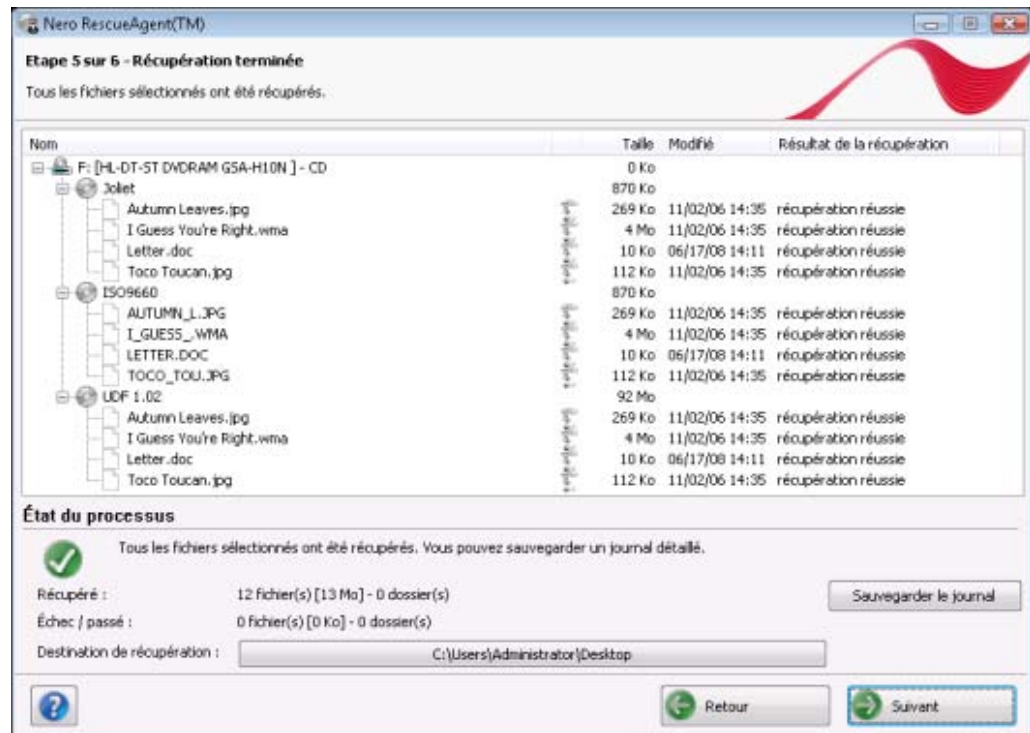 Nero RescueAgent(TM)
Etape 5 sur 6 - Récupération terminée
Tous les fichiers sélectionnés ont été récupérés.
Nom Taille Modifié Résultat de la récupération
F: [HL-DT-ST DVDRAM GSA-H10N ] - CD 0 Ko
Joliet 870 Ko
Autumn Leaves.jpg 269 Ko 11/02/06 14:35 récupération réussie
I Guess You're Right.wma 4 Mo 11/02/06 14:35 récupération réussie
Letter.doc 10 Ko 06/17/08 14:11 récupération réussie
Toco Toucan.jpg 112 Ko 11/02/06 14:35 récupération réussie
ISO9660 870 Ko
AUTUMN_L.JPG 269 Ko 11/02/06 14:35 récupération réussie
I_GUESS_.WMA 4 Mo 11/02/06 14:35 récupération réussie
LETTER.DOC 10 Ko 06/17/08 14:11 récupération réussie
TOCO_TOU.JPG 112 Ko 11/02/06 14:35 récupération réussie
UDF 1.02 92 Mo
Autumn Leaves.jpg 269 Ko 11/02/06 14:35 récupération réussie
I Guess You're Right.wma 4 Mo 11/02/06 14:35 récupération réussie
Letter.doc 10 Ko 06/17/08 14:11 récupération réussie
Toco Toucan.jpg 112 Ko 11/02/06 14:35 récupération réussie
État du processus
Tous les fichiers sélectionnés ont été récupérés. Vous pouvez sauvegarder un journal détaillé.
Récupéré : 12 fichier(s) [13 Mo] - 0 dossier(s) Sauvegarder le journal
Échec / passé : 0 fichier(s) [0 Ko] - 0 dossier(s)
Destination de récupération : C:\Users\Administrator\Desktop
Retour Suivant